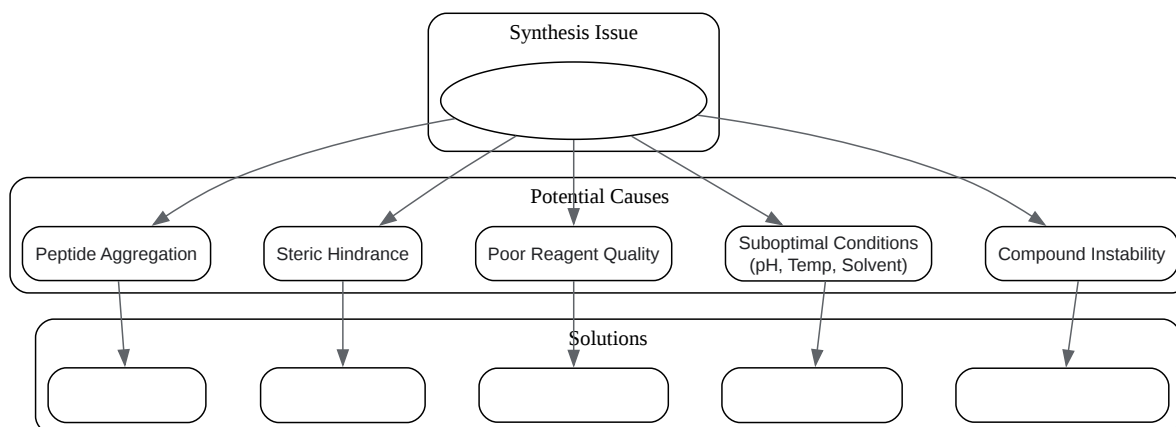 Synthesis Issue
Potential Causes
Peptide Aggregation
Steric Hindrance
Poor Reagent Quality
Suboptimal Conditions
(pH, Temp, Solvent)
Compound Instability
Solutions